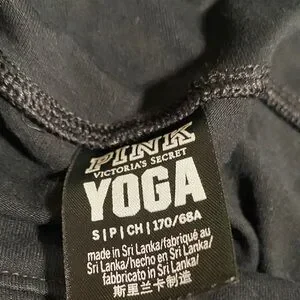 PINK
VICTORIA'S SECRET
YOGA
S|P|CH|170/68A
made in Sri Lanka/fabriqué au
Sri Lanka/hecho en Sri Lanka/
fabbricato in Sri Lanka/
斯里兰卡制造